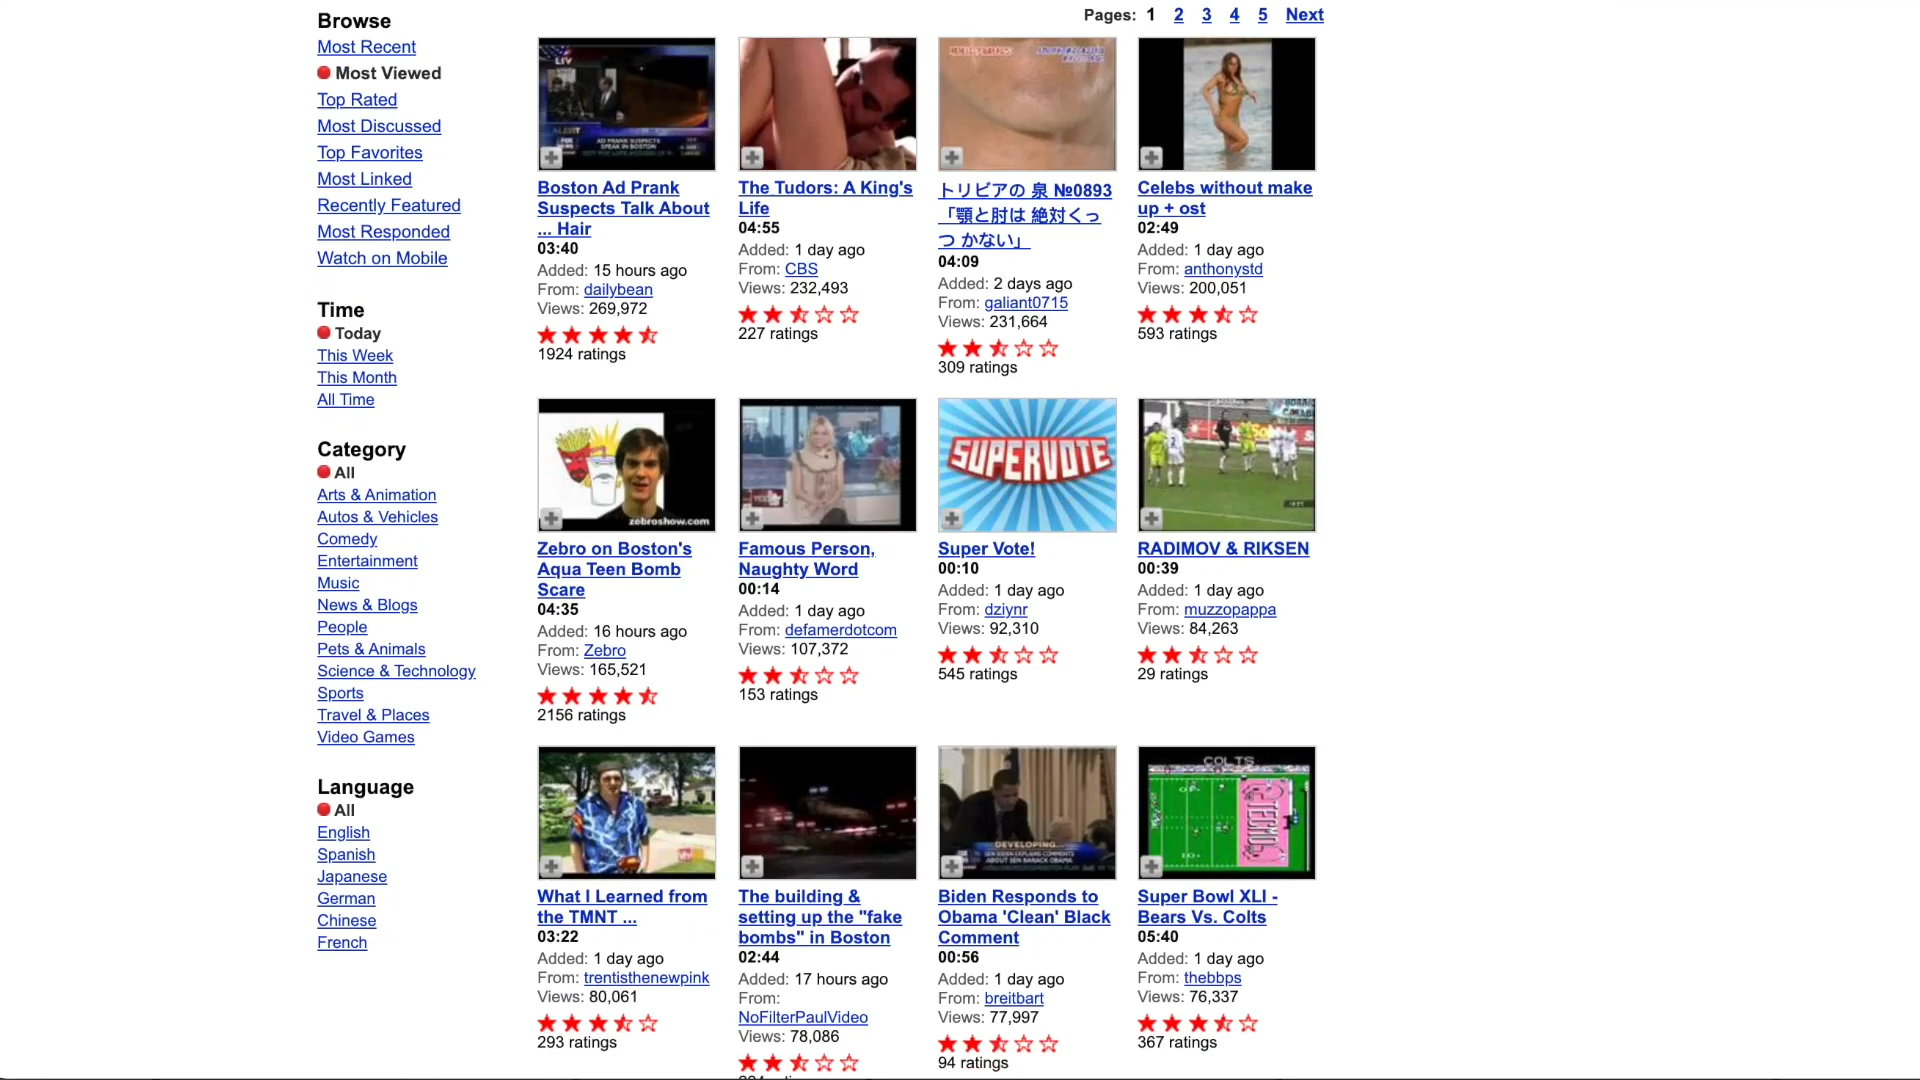 Browse
Most Recent
Most Viewed
Top Rated
Most Discussed
Top Favorites
Most Linked
Recently Featured
Most Responded
Watch on Mobile
Time
Today
This Week
This Month
All Time
Category
All
Arts & Animation
Autos & Vehicles
Comedy
Entertainment
Music
News & Blogs
People
Pets & Animals
Science & Technology
Sports
Travel & Places
Video Games
Language
All
English
Spanish
Japanese
German
Chinese
French
Pages: 1 2 3 4 5 Next
AD PRANK SUSPECTS
SPEAK IN BOSTON
Boston Ad Prank
Suspects Talk About
... Hair
03:40
Added: 15 hours ago
From: dailybean
Views: 269,972
1924 ratings
The Tudors: A King's
Life
04:55
Added: 1 day ago
From: CBS
Views: 232,493
227 ratings
トリビアの 泉 №0893
「顎と肘は 絶対くっ
つ かない」
04:09
Added: 2 days ago
From: galiant0715
Views: 231,664
309 ratings
Celebs without make
up + ost
02:49
Added: 1 day ago
From: anthonystd
Views: 200,051
593 ratings
zebroshow.com
Zebro on Boston's
Aqua Teen Bomb
Scare
04:35
Added: 16 hours ago
From: Zebro
Views: 165,521
2156 ratings
Famous Person,
Naughty Word
00:14
Added: 1 day ago
From: defamerdotcom
Views: 107,372
153 ratings
SUPERVOTE
Super Vote!
00:10
Added: 1 day ago
From: dziynr
Views: 92,310
545 ratings
RADIMOV & RIKSEN
00:39
Added: 1 day ago
From: muzzopappa
Views: 84,263
29 ratings
What I Learned from
the TMNT ...
03:22
Added: 1 day ago
From: trentisthenewpink
Views: 80,061
293 ratings
The building &
setting up the "fake
bombs" in Boston
02:44
Added: 17 hours ago
From:
NoFilterPaulVideo
Views: 78,086
DEVELOPING...
SEN BIDEN EXPLAINS COMMENTS
ABOUT SEN BARACK OBAMA
Biden Responds to
Obama 'Clean' Black
Comment
00:56
Added: 1 day ago
From: breitbart
Views: 77,997
94 ratings
COLTS
TECMO
Super Bowl XLI -
Bears Vs. Colts
05:40
Added: 1 day ago
From: thebbps
Views: 76,337
367 ratings